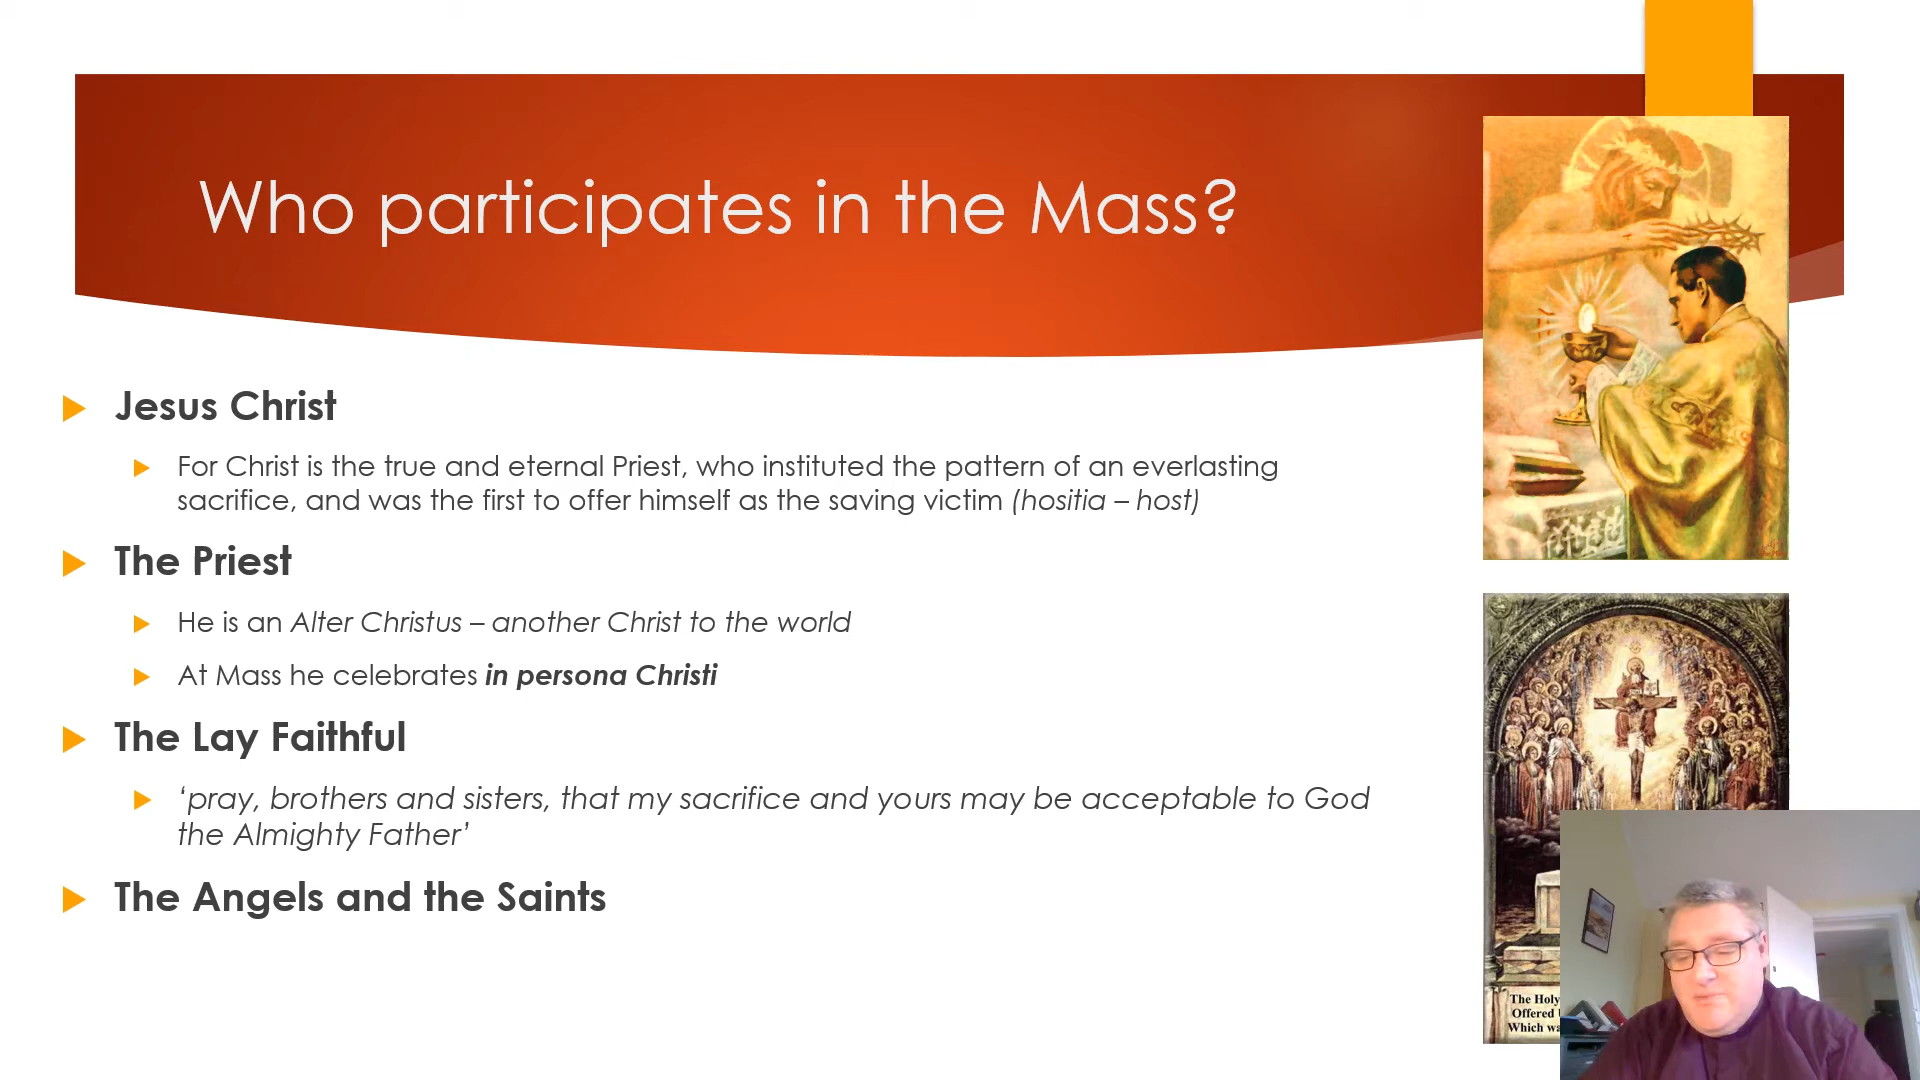 Who participates in the Mass?
Jesus Christ
For Christ is the true and eternal Priest, who instituted the pattern of an everlasting
sacrifice, and was the first to offer himself as the saving victim (hositia – host)
The Priest
He is an Alter Christus – another Christ to the world
At Mass he celebrates in persona Christi
The Lay Faithful
‘pray, brothers and sisters, that my sacrifice and yours may be acceptable to God
the Almighty Father’
The Angels and the Saints
The Holy
Offered
Which